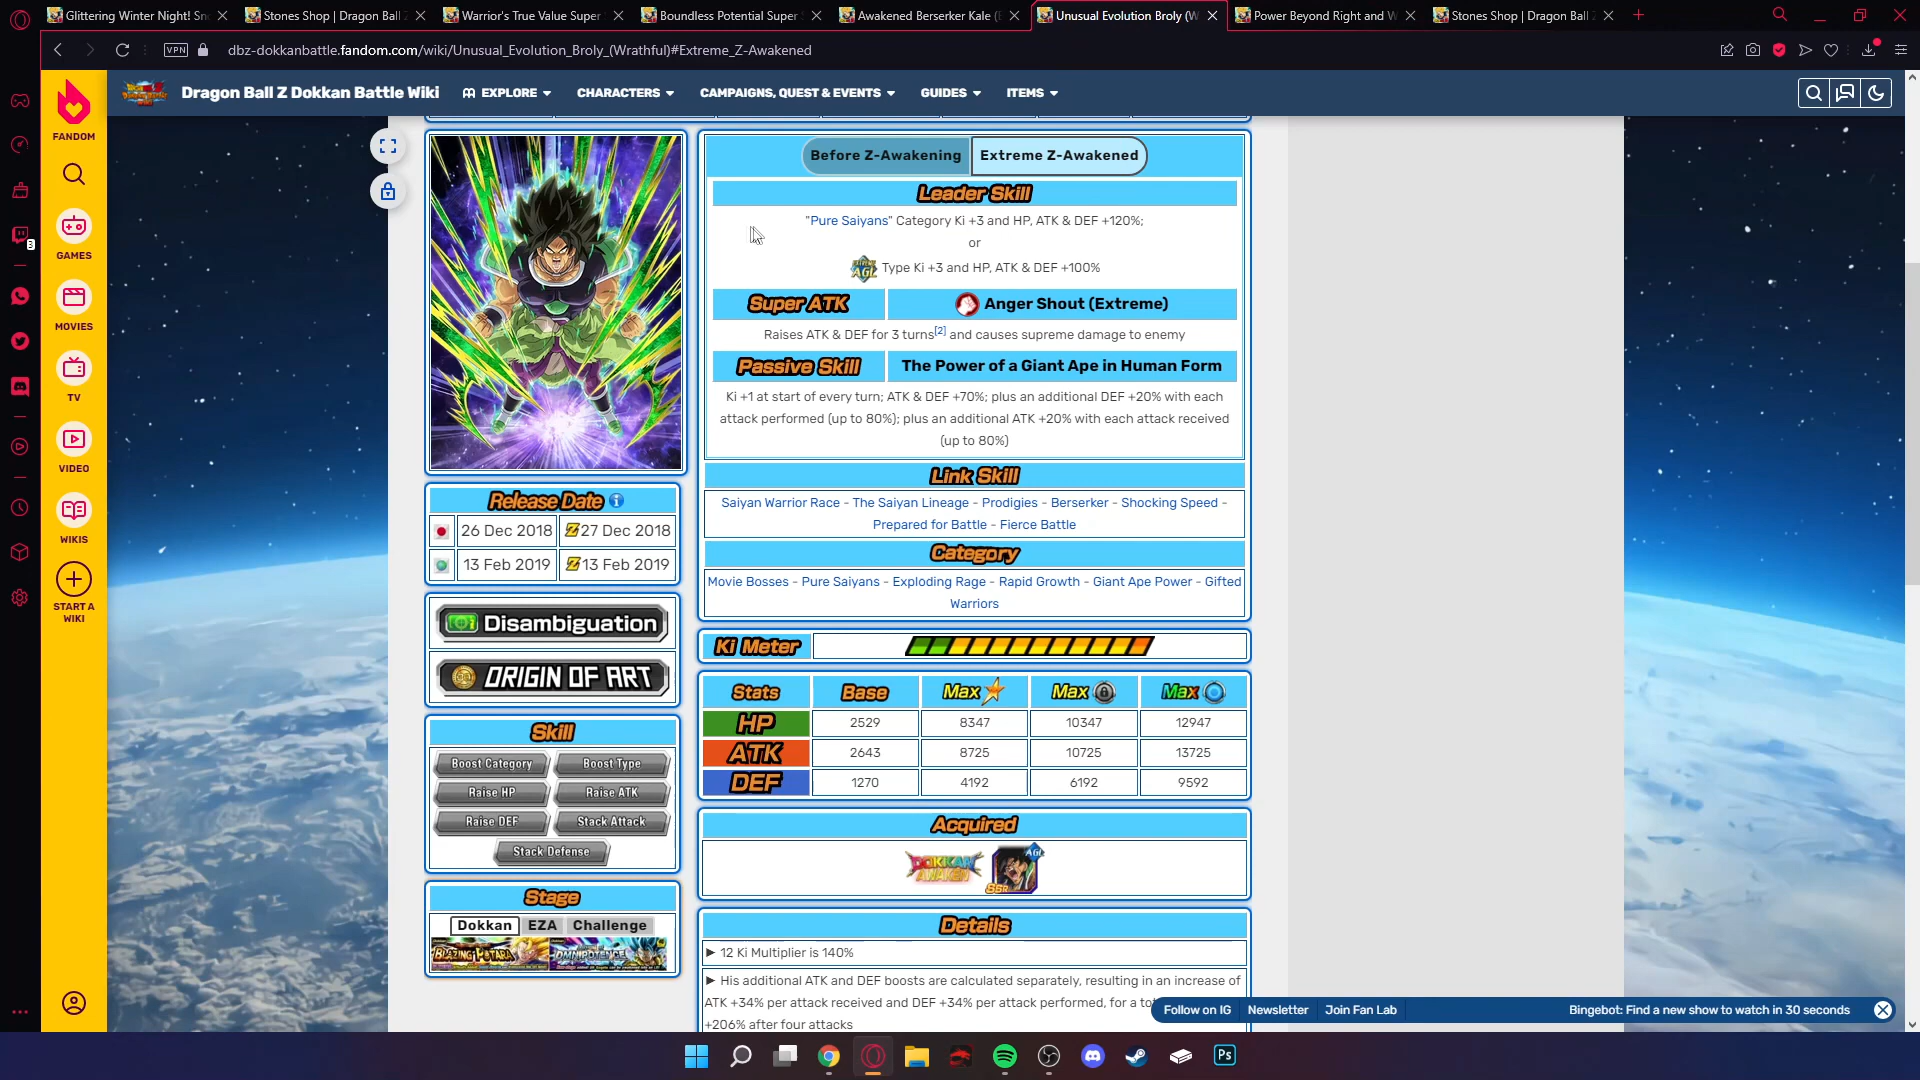 Glittering Winter Night! Sn
Stones Shop | Dragon Ball Z
Warrior's True Value Super
Boundless Potential Super S
Awakened Berserker Kale (E
Unusual Evolution Broly (W
Power Beyond Right and W
Stones Shop | Dragon Ball Z
VPN
dbz-dokkanbattle.fandom.com/wiki/Unusual_Evolution_Broly_(Wrathful)#Extreme_Z-Awakened
Dragon Ball Z Dokkan Battle Wiki
EXPLORE
CHARACTERS
CAMPAIGNS, QUEST & EVENTS
GUIDES
ITEMS
FANDOM
GAMES
MOVIES
TV
VIDEO
WIKIS
START A
WIKI
3
Before Z-Awakening
Extreme Z-Awakened
Leader Skill
"Pure Saiyans" Category Ki +3 and HP, ATK & DEF +120%;
or
EXTREME AGL Type Ki +3 and HP, ATK & DEF +100%
Super ATK
Anger Shout (Extreme)
Raises ATK & DEF for 3 turns[2] and causes supreme damage to enemy
Passive Skill
The Power of a Giant Ape in Human Form
Ki +1 at start of every turn; ATK & DEF +70%; plus an additional DEF +20% with each
attack performed (up to 80%); plus an additional ATK +20% with each attack received
(up to 80%)
Link Skill
Saiyan Warrior Race - The Saiyan Lineage - Prodigies - Berserker - Shocking Speed -
Prepared for Battle - Fierce Battle
Category
Movie Bosses - Pure Saiyans - Exploding Rage - Rapid Growth - Giant Ape Power - Gifted
Warriors
Ki Meter
Stats Base Max Max Max
HP 2529 8347 10347 12947
ATK 2643 8725 10725 13725
DEF 1270 4192 6192 9592
Acquired
DOKKAN AWAKEN
AGL
SSR
Details
► 12 Ki Multiplier is 140%
► His additional ATK and DEF boosts are calculated separately, resulting in an increase of
ATK +34% per attack received and DEF +34% per attack performed, for a to
+206% after four attacks
Release Date
26 Dec 2018 Z 27 Dec 2018
13 Feb 2019 Z 13 Feb 2019
Disambiguation
ORIGIN OF ART
Skill
Boost Category
Boost Type
Raise HP
Raise ATK
Raise DEF
Stack Attack
Stack Defense
Stage
Dokkan EZA Challenge
BLAZING POTARA
OMNIPOTENCE
Follow on IG
Newsletter
Join Fan Lab
Bingebot: Find a new show to watch in 30 seconds
Ps